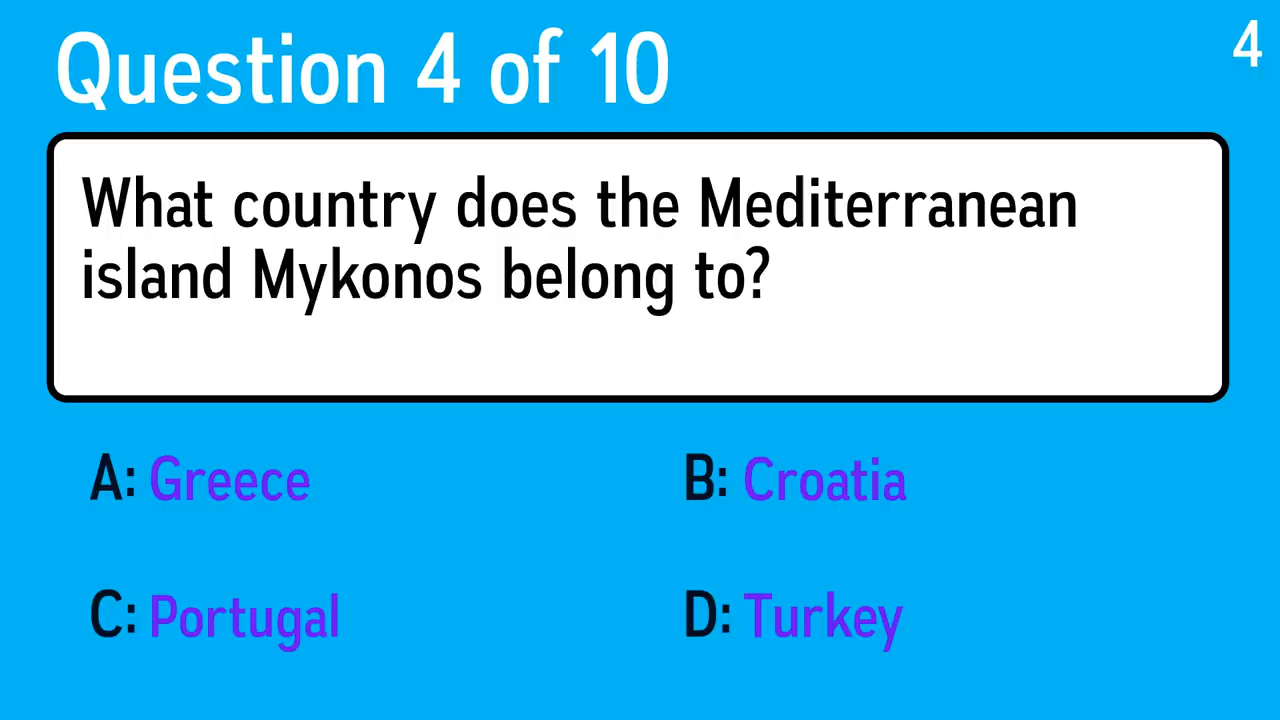 Question 4 of 10
4
What country does the Mediterranean
island Mykonos belong to?
A: Greece
B: Croatia
C: Portugal
D: Turkey